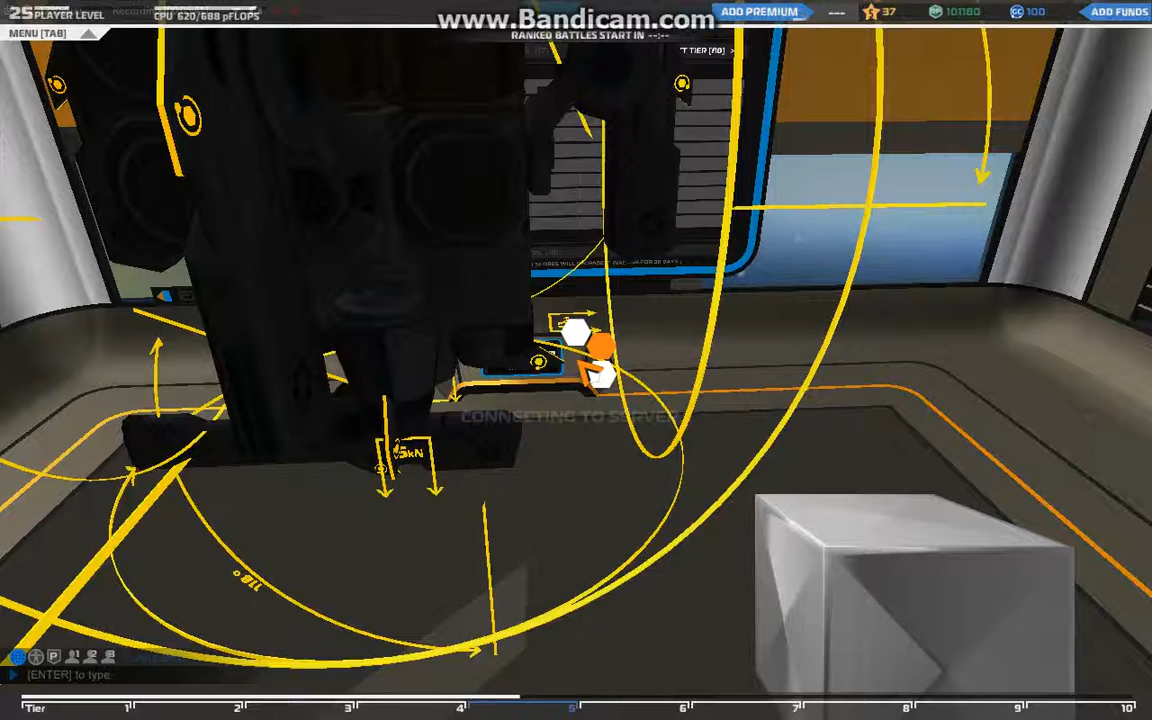 www.Bandicam.com
25 PLAYER LEVEL
CPU 620/688 pFLOPS
ADD PREMIUM
37
101180
GC 100
ADD FUNDS
MENU [TAB]
RANKED BATTLES START IN --:--
CONNECTING TO SERVER
118°
[ENTER] to type
Tier 1 2 3 4 5 6 7 8 9 10